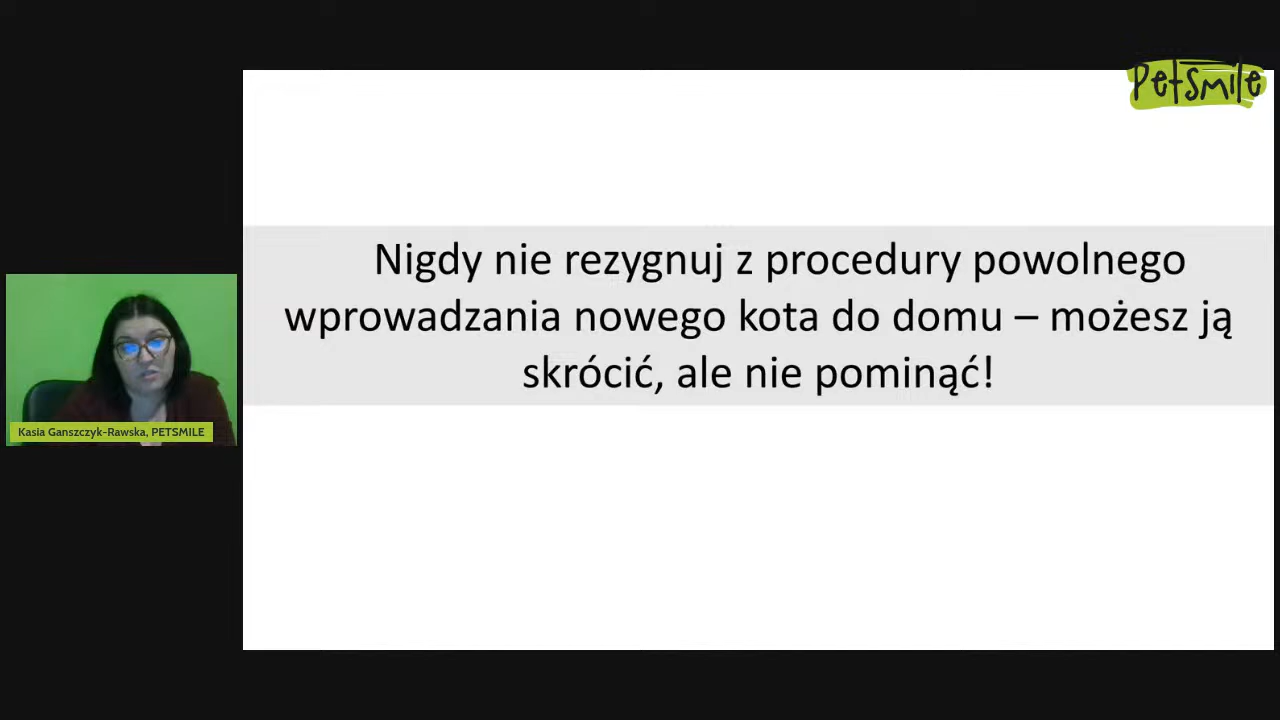 PetSmile
Nigdy nie rezygnuj z procedury powolnego
wprowadzania nowego kota do domu – możesz ją
skrócić, ale nie pominąć!
Kasia Ganszczyk-Rawska, PETSMILE